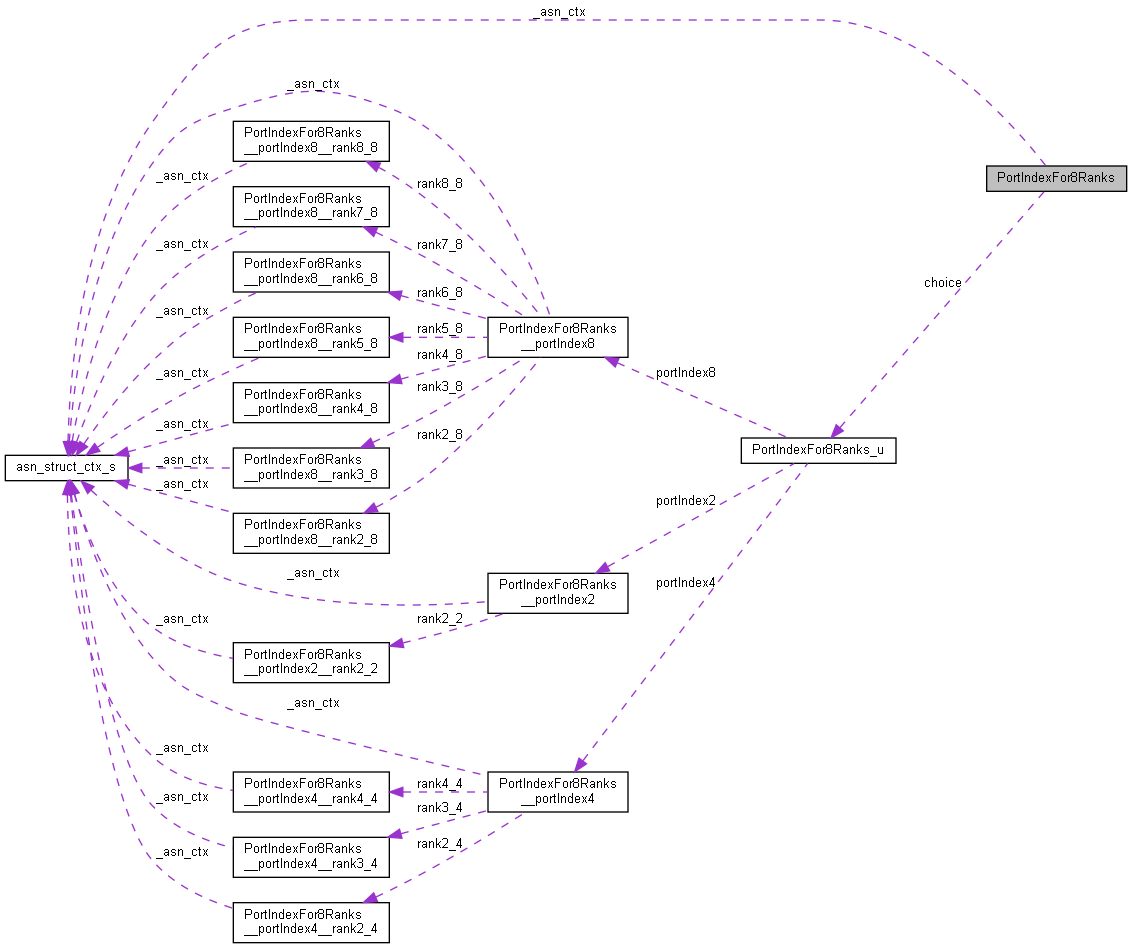 _asn_ctx
_asn_ctx
PortIndexFor8Ranks
__portIndex8__rank8_8
_asn_ctx
rank8_8
PortIndexFor8Ranks
PortIndexFor8Ranks
__portIndex8__rank7_8
_asn_ctx
rank7_8
PortIndexFor8Ranks
__portIndex8__rank6_8
choice
_asn_ctx
rank6_8
PortIndexFor8Ranks
__portIndex8__rank5_8
rank5_8
PortIndexFor8Ranks
__portIndex8
rank4_8
_asn_ctx
portIndex8
PortIndexFor8Ranks
__portIndex8__rank4_8
rank3_8
_asn_ctx
rank2_8
PortIndexFor8Ranks_u
PortIndexFor8Ranks
__portIndex8__rank3_8
_asn_ctx
asn_struct_ctx_s
_asn_ctx
portIndex2
PortIndexFor8Ranks
__portIndex8__rank2_8
_asn_ctx
portIndex4
PortIndexFor8Ranks
__portIndex2
_asn_ctx
rank2_2
PortIndexFor8Ranks
__portIndex2__rank2_2
_asn_ctx
_asn_ctx
PortIndexFor8Ranks
__portIndex4__rank4_4
rank4_4
PortIndexFor8Ranks
__portIndex4
_asn_ctx
rank3_4
PortIndexFor8Ranks
__portIndex4__rank3_4
rank2_4
_asn_ctx
PortIndexFor8Ranks
__portIndex4__rank2_4